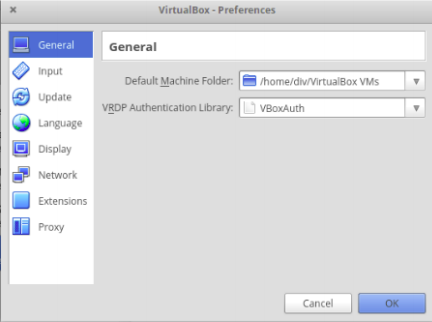 VirtualBox - Preferences
General
Input
Update
Language
Display
Network
Extensions
Proxy
General
Default Machine Folder: /home/div/VirtualBox VMs
VRDP Authentication Library: VBoxAuth
Cancel OK